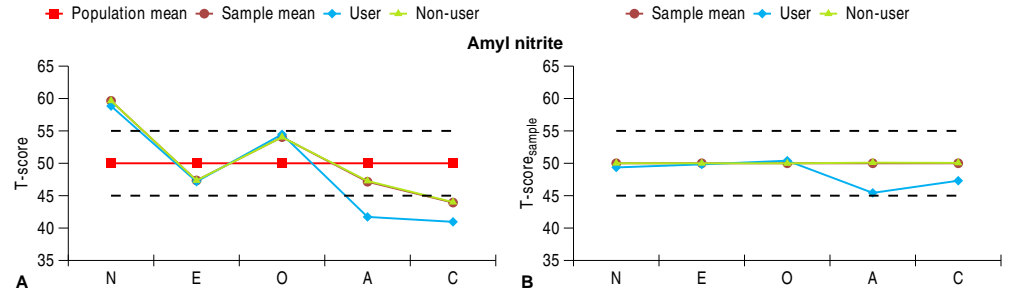 Population mean Sample mean User Non-user
Sample mean User Non-user
Amyl nitrite
65
60
55
50
45
40
35
T-score
N E O A C
A
65
60
55
50
45
40
35
T-scoresample
N E O A C
B